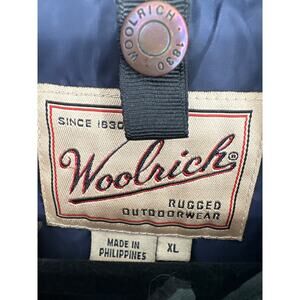 WOOLRICH · 1830 ·
SINCE 1830
Woolrich®
RUGGED
OUTDOORWEAR
MADE IN
PHILIPPINES
XL